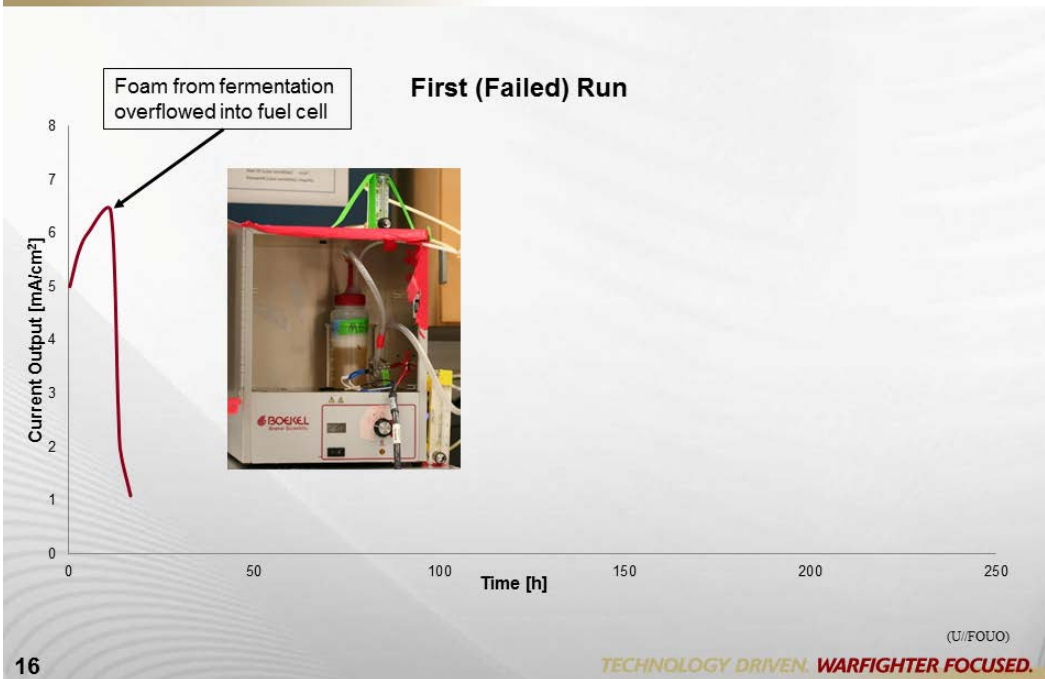 Foam from fermentation
overflowed into fuel cell
First (Failed) Run
8
7
6
5
4
3
2
1
0
Current Output [mA/cm²]
BOEKEL
0
50
100
150
200
250
Time [h]
(U//FOUO)
16
TECHNOLOGY DRIVEN. WARFIGHTER FOCUSED.